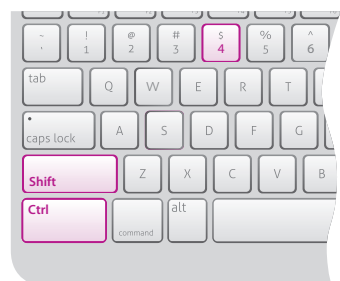 ~ ! @ # $ % ^
` 1 2 3 4 5 6
tab Q W E R T
caps lock A S D F G
Shift Z X C V B
Ctrl command alt